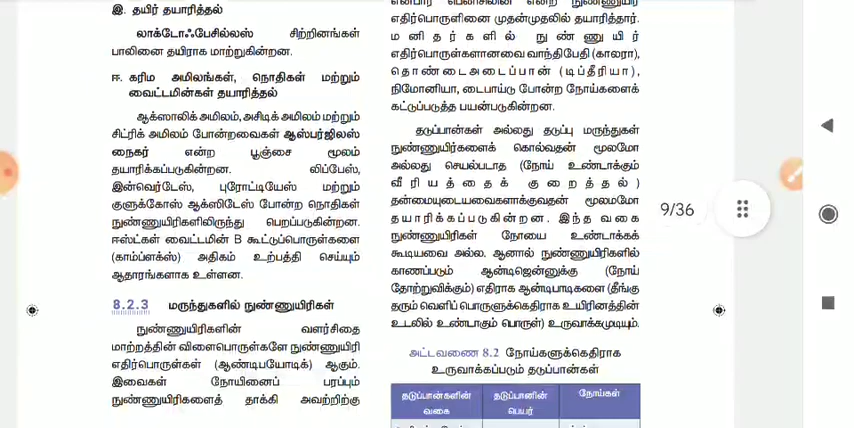 இ. தயிர் தயாரித்தல்
லாக்டோஃபேசில்லஸ் சிற்றினங்கள்
பாலினை தயிராக மாற்றுகின்றன.
ஈ. கரிம அமிலங்கள், நொதிகள் மற்றும்
வைட்டமின்கள் தயாரித்தல்
ஆக்ஸாலிக் அமிலம், அசிடிக் அமிலம் மற்றும்
சிட்ரிக் அமிலம் போன்றவைகள் ஆஸ்பர்ஜிலஸ்
நைகர் என்ற பூஞ்சை மூலம்
தயாரிக்கப்படுகின்றன. லிப்பேஸ்,
இன்வெர்டேஸ், புரோட்டியேஸ் மற்றும்
குளுக்கோஸ் ஆக்ஸிடேஸ் போன்ற நொதிகள்
நுண்ணுயிரிகளிலிருந்து பெறப்படுகின்றன.
ஈஸ்ட்கள் வைட்டமின் B கூட்டுப்பொருள்களை
(காம்ப்ளக்ஸ்) அதிகம் உற்பத்தி செய்யும்
ஆதாரங்களாக உள்ளன.
8.2.3 மருந்துகளில் நுண்ணுயிரிகள்
நுண்ணுயிரிகளின் வளர்சிதை
மாற்றத்தின் விளைபொருள்களே நுண்ணுயிரி
எதிர்பொருள்கள் (ஆண்டிபயோடிக்) ஆகும்.
இவைகள் நோயினைப் பரப்பும்
நுண்ணுயிரிகளைத் தாக்கி அவற்றிற்கு
என்பார் பென்சிலின் என்ற நுண்ணுயிர்
எதிர்பொருளினை முதன்முதலில் தயாரித்தார்.
மனிதர்களில் நுண்ணுயிர்
எதிர்பொருள்களானவை வாந்திபேதி (காலரா),
தொண்டைஅடைப்பான் (டிப்தீரியா),
நிமோனியா, டைபாய்டு போன்ற நோய்களைக்
கட்டுப்படுத்த பயன்படுகின்றன.
தடுப்பான்கள் அல்லது தடுப்பு மருந்துகள்
நுண்ணுயிர்களைக் கொல்வதன் மூலமோ
அல்லது செயல்படாத (நோய் உண்டாக்கும்
வீரியத்தைக் குறைத்தல்)
தன்மையுடையவைகளாக்குவதன் மூலமமோ
தயாரிக்கப்படுகின்றன. இந்த வகை
நுண்ணுயிரிகள் நோயை உண்டாக்கக்
கூடியவை அல்ல. ஆனால் நுண்ணுயிரிகளில்
காணப்படும் ஆன்டிஜென்னுக்கு (நோய்
தோற்றுவிக்கும்) எதிராக ஆன்டிபாடிகளை (தீங்கு
தரும் வெளிப் பொருளுக்கெதிராக உயிரினத்தின்
உடலில் உண்டாகும் பொருள்) உருவாக்கமுடியும்.
அட்டவணை 8.2 நோய்களுக்கெதிராக
உருவாக்கப்படும் தடுப்பான்கள்
தடுப்பான்களின் வகை
தடுப்பானின் பெயர்
நோய்கள்
9/36